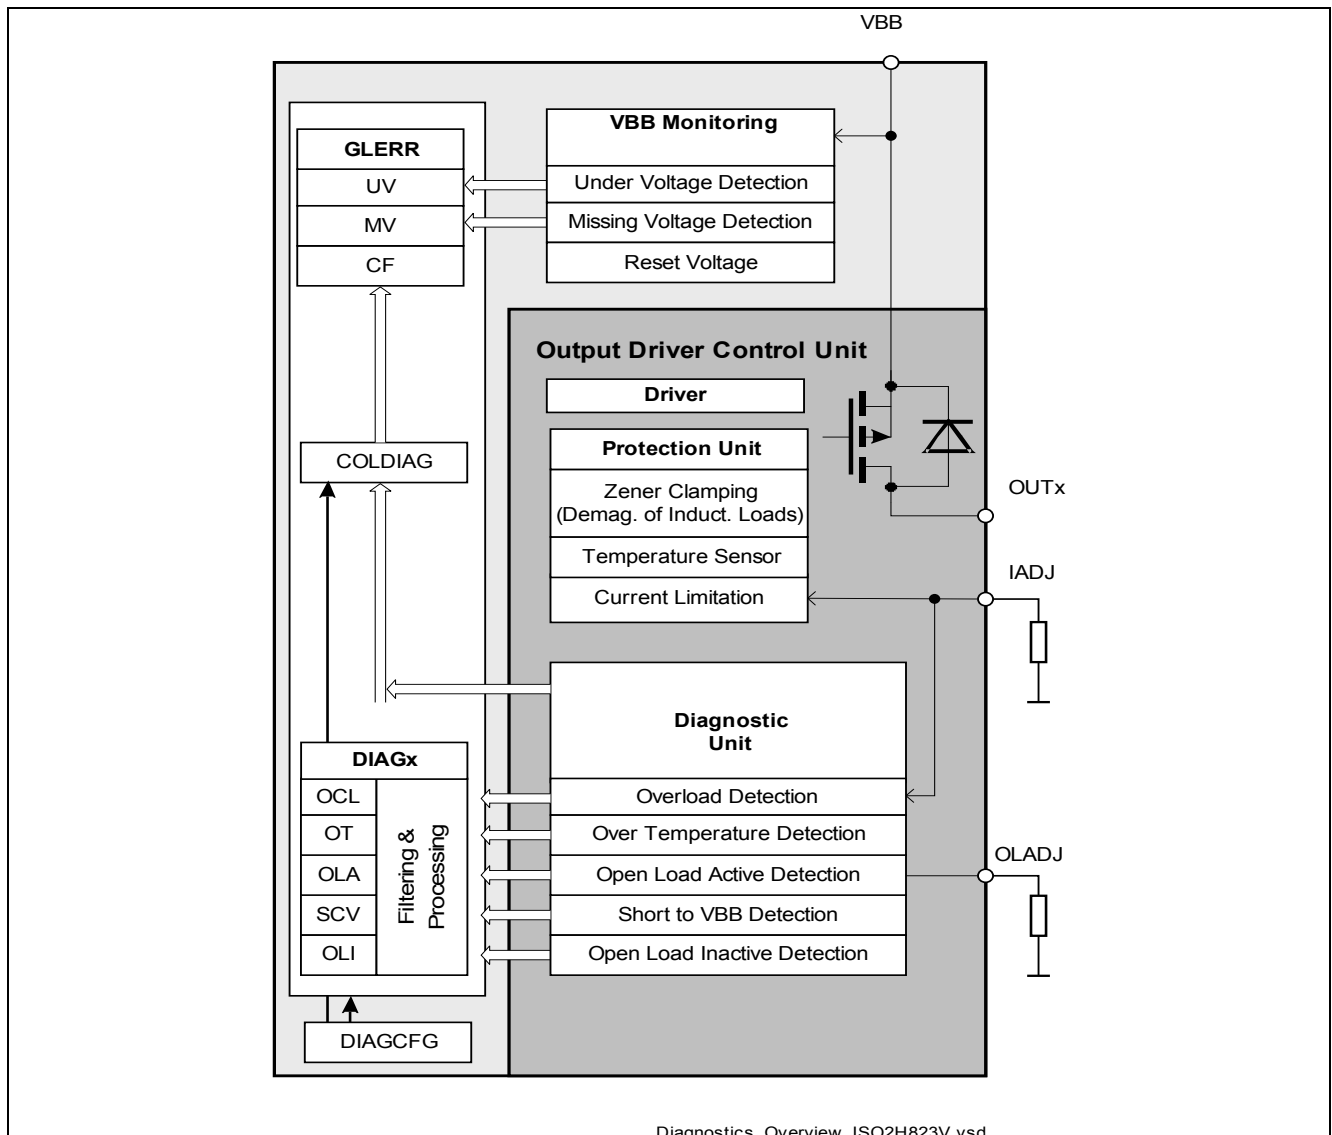 VBB
GLERR
UV
MV
CF
VBB Monitoring
Under Voltage Detection
Missing Voltage Detection
Reset Voltage
Output Driver Control Unit
Driver
Protection Unit
Zener Clamping
(Demag. of Induct. Loads)
Temperature Sensor
Current Limitation
OUTx
IADJ
COLDIAG
Diagnostic
Unit
Overload Detection
Over Temperature Detection
Open Load Active Detection
Short to VBB Detection
Open Load Inactive Detection
OLADJ
DIAGx
OCL
OT
OLA
SCV
OLI
Filtering &
Processing
DIAGCFG
Diagnostics_Overview_ISO2H823V.vsd